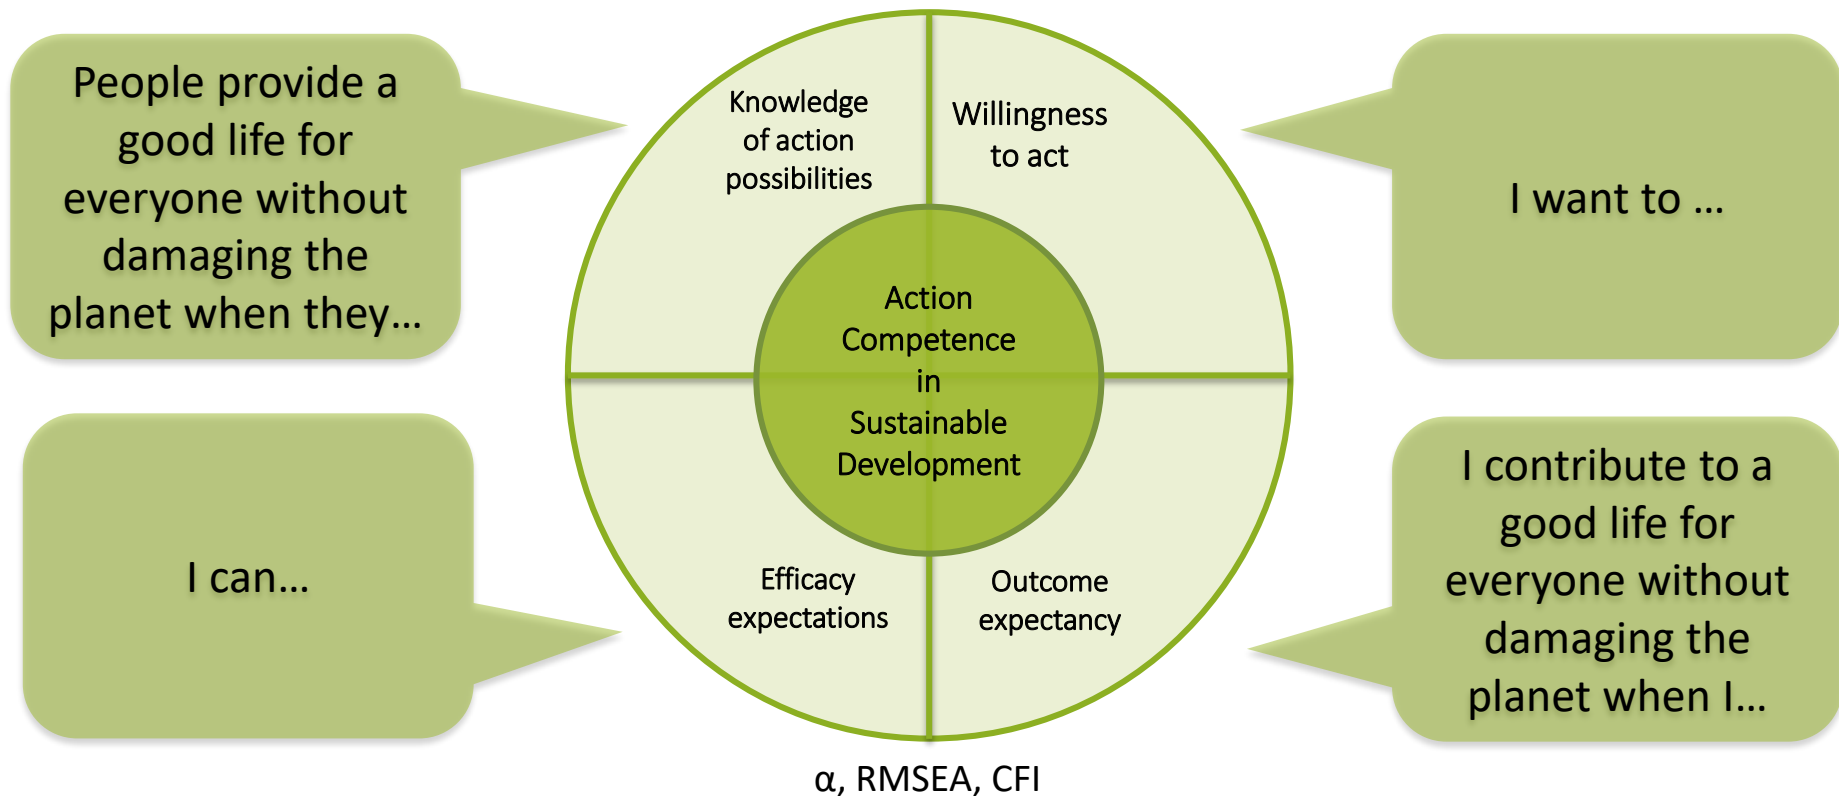 People provide a
good life for
everyone without
damaging the
planet when they...
Knowledge
of action
possibilities
Willingness
to act
I want to ...
Action
Competence
in
Sustainable
Development
I can...
Efficacy
expectations
Outcome
expectancy
I contribute to a
good life for
everyone without
damaging the
planet when I...
α, RMSEA, CFI